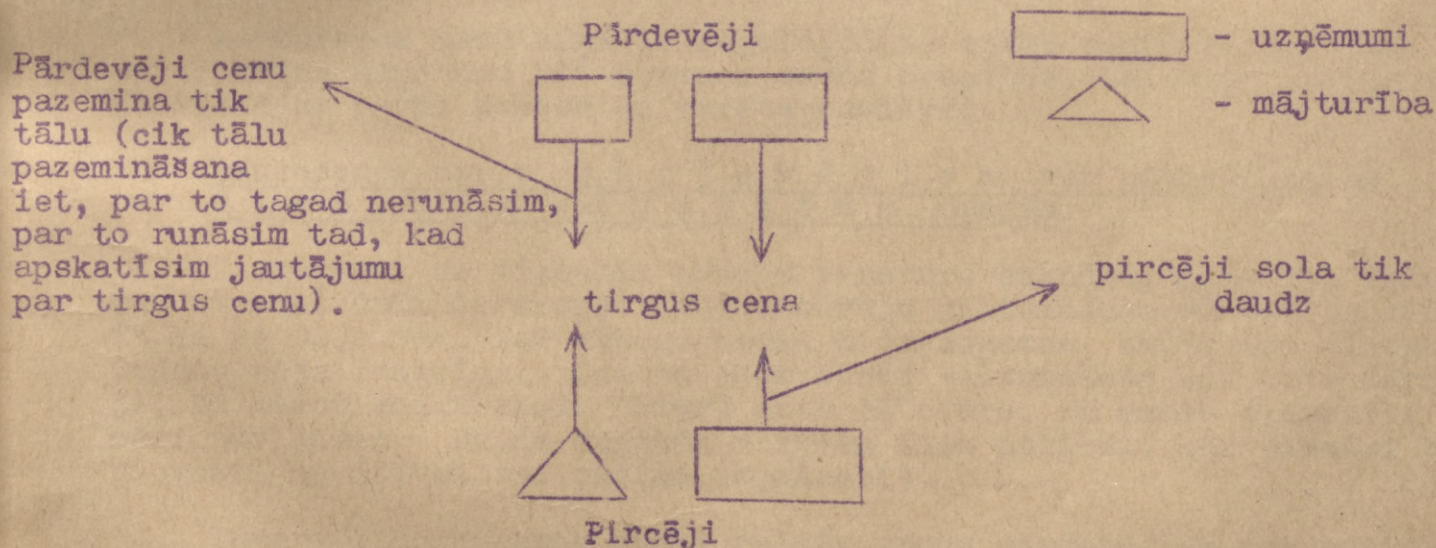 Pārdevēji
- uzņēmumi
- mājturība
Pārdevēji cenu
pazemina tik
tālu (cik tālu
pazemināšana
iet, par to tagad nerunāsim,
par to runāsim tad, kad
apskatīsim jautājumu
par tirgus cenu).
tirgus cena
pircēji sola tik
daudz
Pircēji